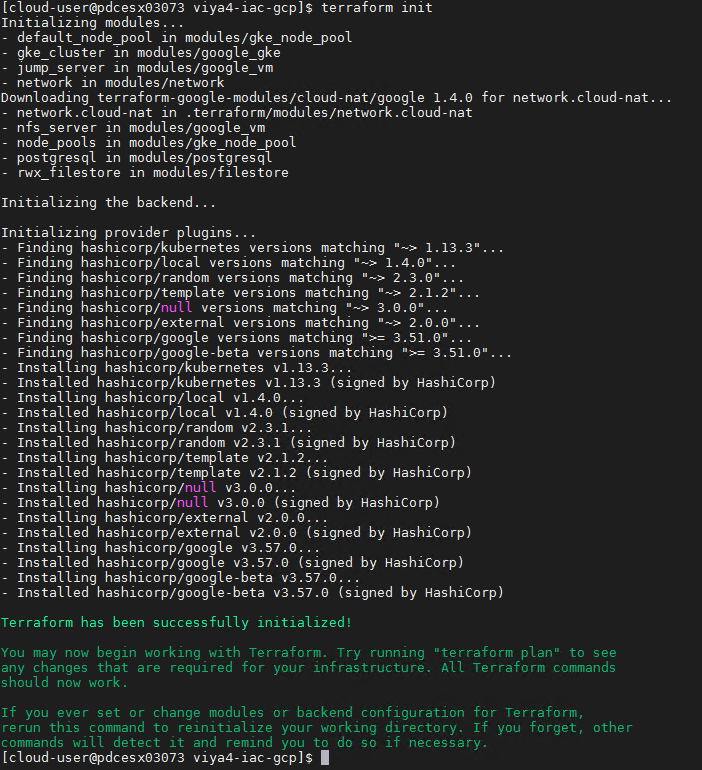 [cloud-user@pdcesx03073 viya4-iac-gcp]$ terraform init
Initializing modules...
- default_node_pool in modules/gke_node_pool
- gke_cluster in modules/google_gke
- jump_server in modules/google_vm
- network in modules/network
Downloading terraform-google-modules/cloud-nat/google 1.4.0 for network.cloud-nat...
- network.cloud-nat in .terraform/modules/network.cloud-nat
- nfs_server in modules/google_vm
- node_pools in modules/gke_node_pool
- postgresql in modules/postgresql
- rwx_filestore in modules/filestore
Initializing the backend...
Initializing provider plugins...
- Finding hashicorp/kubernetes versions matching "~> 1.13.3"...
- Finding hashicorp/local versions matching "~> 1.4.0"...
- Finding hashicorp/random versions matching "~> 2.3.0"...
- Finding hashicorp/template versions matching "~> 2.1.2"...
- Finding hashicorp/null versions matching "~> 3.0.0"...
- Finding hashicorp/external versions matching "~> 2.0.0"...
- Finding hashicorp/google versions matching ">= 3.51.0"...
- Finding hashicorp/google-beta versions matching ">= 3.51.0"...
- Installing hashicorp/kubernetes v1.13.3...
- Installed hashicorp/kubernetes v1.13.3 (signed by HashiCorp)
- Installing hashicorp/local v1.4.0...
- Installed hashicorp/local v1.4.0 (signed by HashiCorp)
- Installing hashicorp/random v2.3.1...
- Installed hashicorp/random v2.3.1 (signed by HashiCorp)
- Installing hashicorp/template v2.1.2...
- Installed hashicorp/template v2.1.2 (signed by HashiCorp)
- Installing hashicorp/null v3.0.0...
- Installed hashicorp/null v3.0.0 (signed by HashiCorp)
- Installing hashicorp/external v2.0.0...
- Installed hashicorp/external v2.0.0 (signed by HashiCorp)
- Installing hashicorp/google v3.57.0...
- Installed hashicorp/google v3.57.0 (signed by HashiCorp)
- Installing hashicorp/google-beta v3.57.0...
- Installed hashicorp/google-beta v3.57.0 (signed by HashiCorp)
Terraform has been successfully initialized!
You may now begin working with Terraform. Try running "terraform plan" to see
any changes that are required for your infrastructure. All Terraform commands
should now work.
If you ever set or change modules or backend configuration for Terraform,
rerun this command to reinitialize your working directory. If you forget, other
commands will detect it and remind you to do so if necessary.
[cloud-user@pdcesx03073 viya4-iac-gcp]$